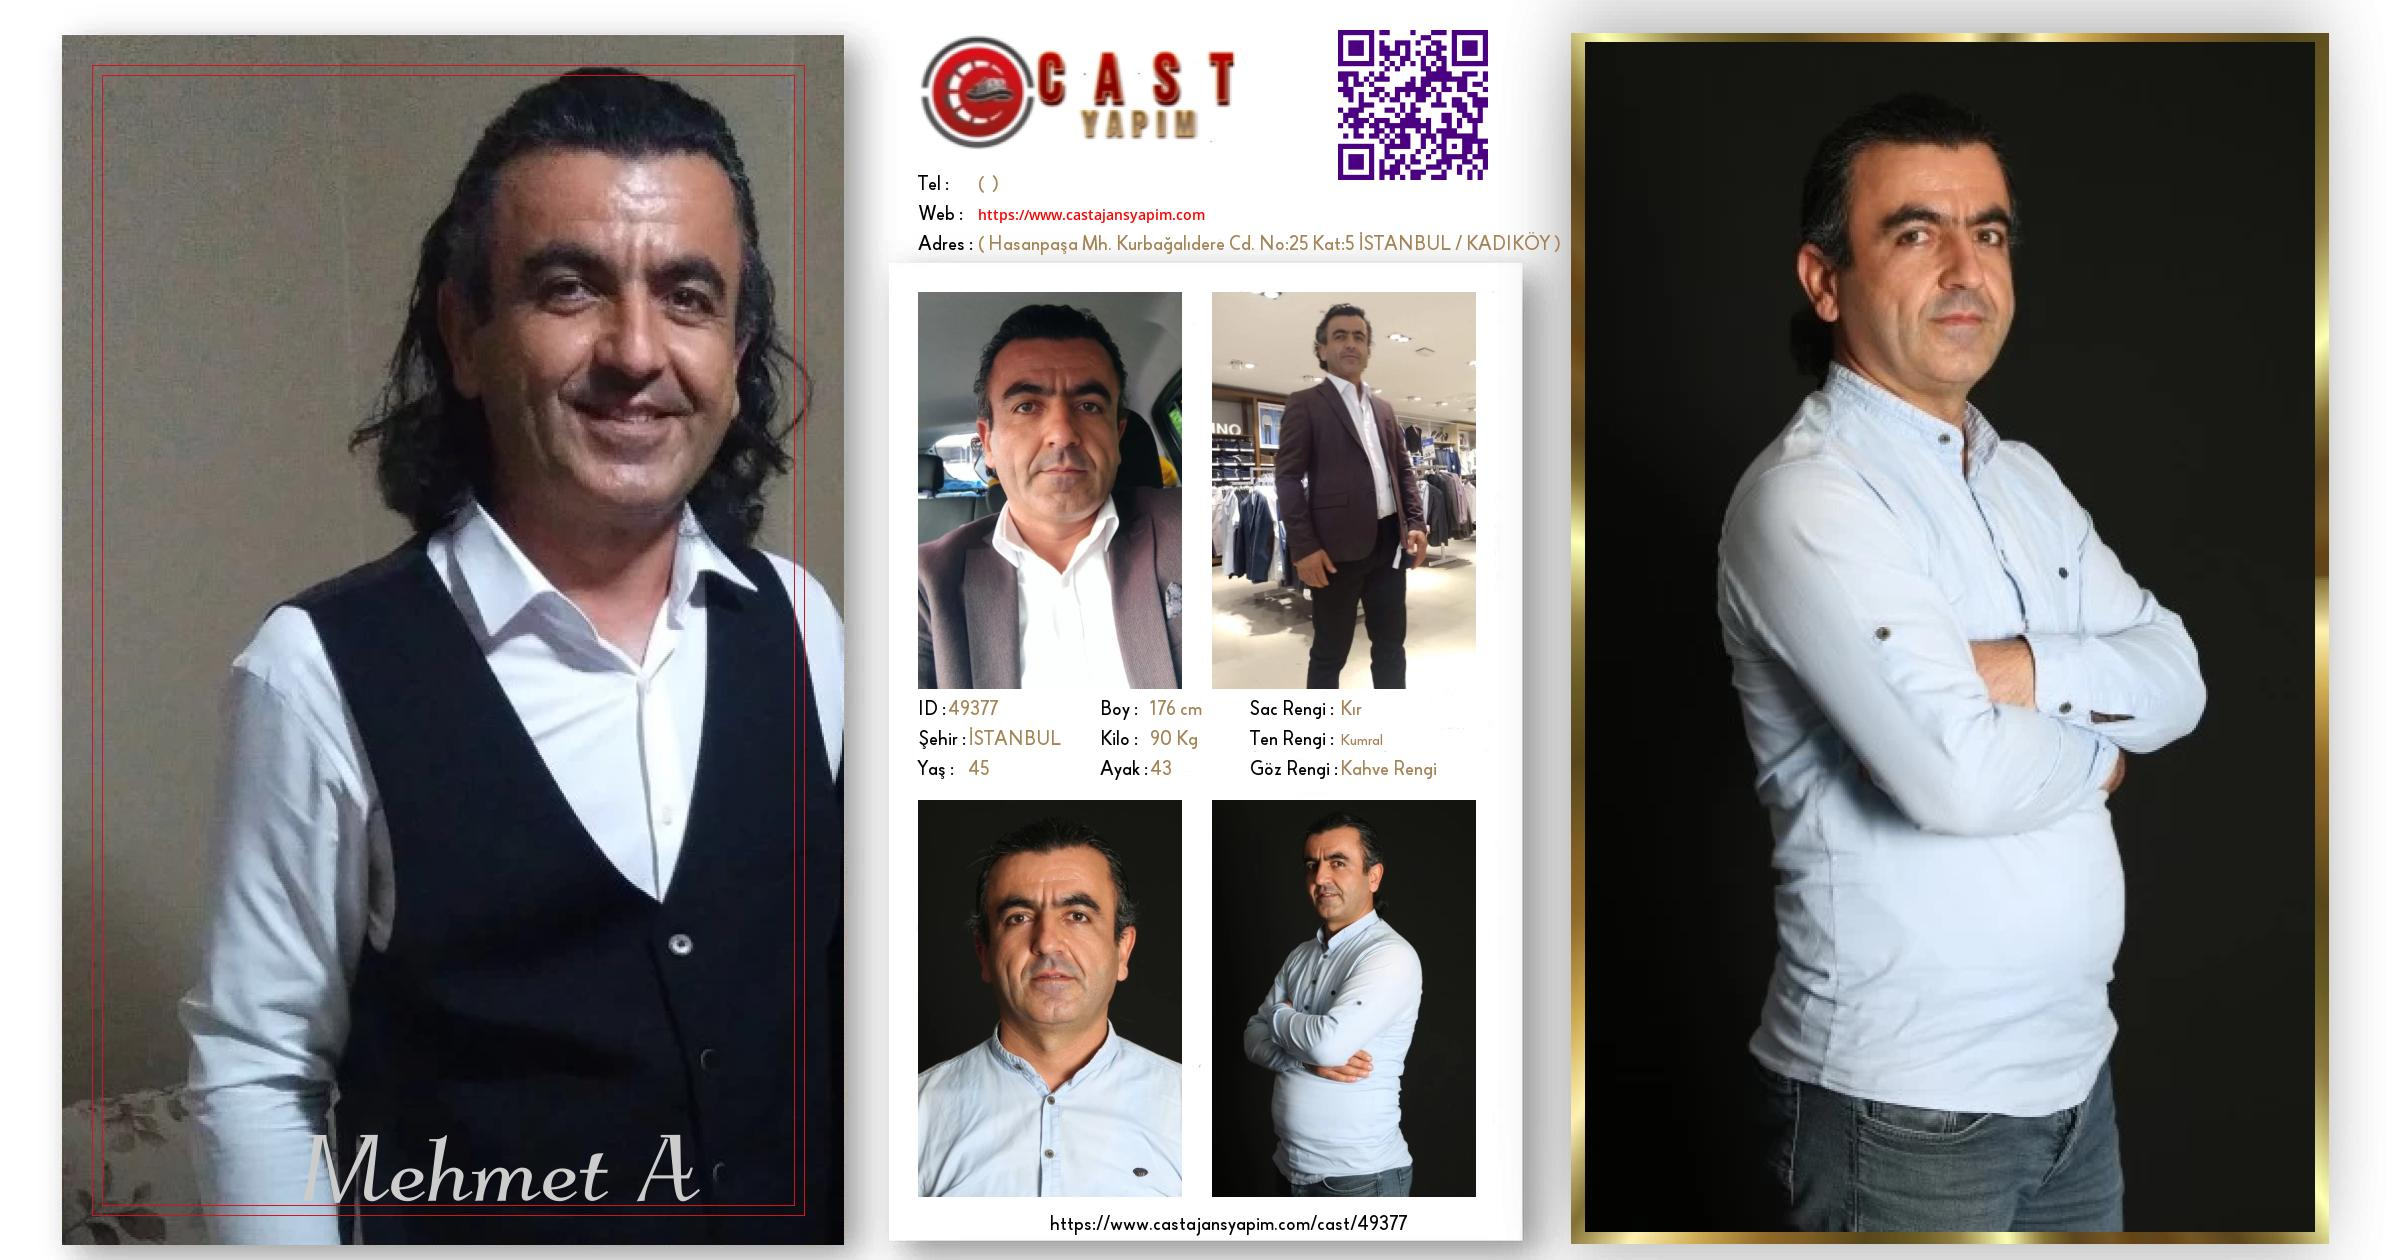 Mehmet A
CAST
YAPIM
Tel : ( )
Web : https://www.castajansyapim.com
Adres : ( Hasanpaşa Mh. Kurbağalıdere Cd. No:25 Kat:5 İSTANBUL / KADIKÖY )
INO
ID : 49377 Boy : 176 cm Sac Rengi : Kır
Şehir : İSTANBUL Kilo : 90 Kg Ten Rengi : Kumral
Yaş : 45 Ayak : 43 Göz Rengi : Kahve Rengi
https://www.castajansyapim.com/cast/49377